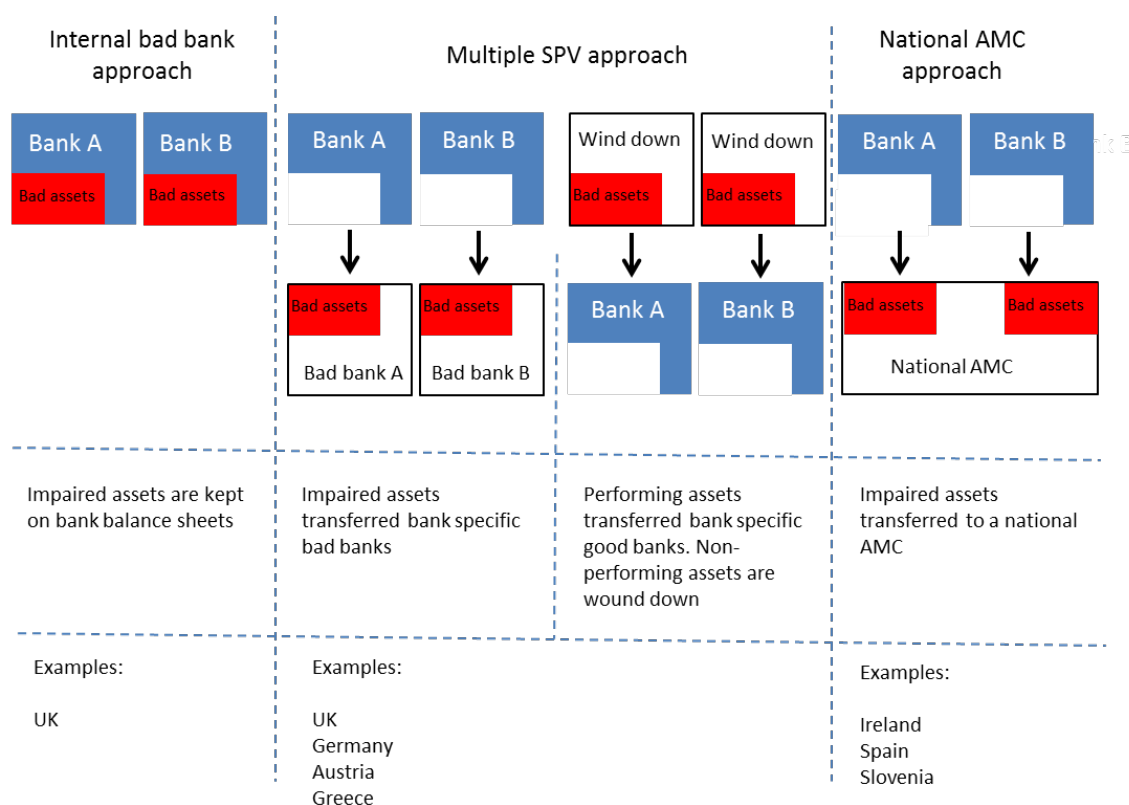 Internal bad bank
approach
Multiple SPV approach
National AMC
approach
Bank A
Bank B
Bank A
Bank B
Wind down
Wind down
Bank A
Bank B
Bad assets
Bad assets
Bad assets
Bad assets
Bad assets
Bad assets
Bad bank A
Bad bank B
Bank A
Bank B
Bad assets
Bad assets
National AMC
Impaired assets are kept
on bank balance sheets
Impaired assets
transferred bank specific
bad banks
Performing assets
transferred bank specific
good banks. Non-
performing assets are
wound down
Impaired assets
transferred to a national
AMC
Examples:
UK
Examples:
UK
Germany
Austria
Greece
Examples:
Ireland
Spain
Slovenia